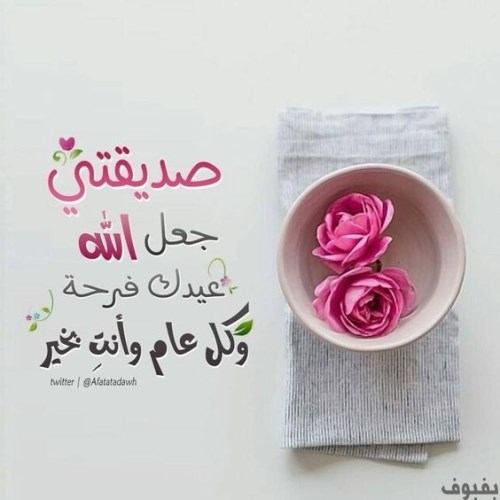 صديقتي
جعل الله
عيدك فرحة
وكل عام وأنتِ بخير
twitter | @Afatatadawh
بفبوف